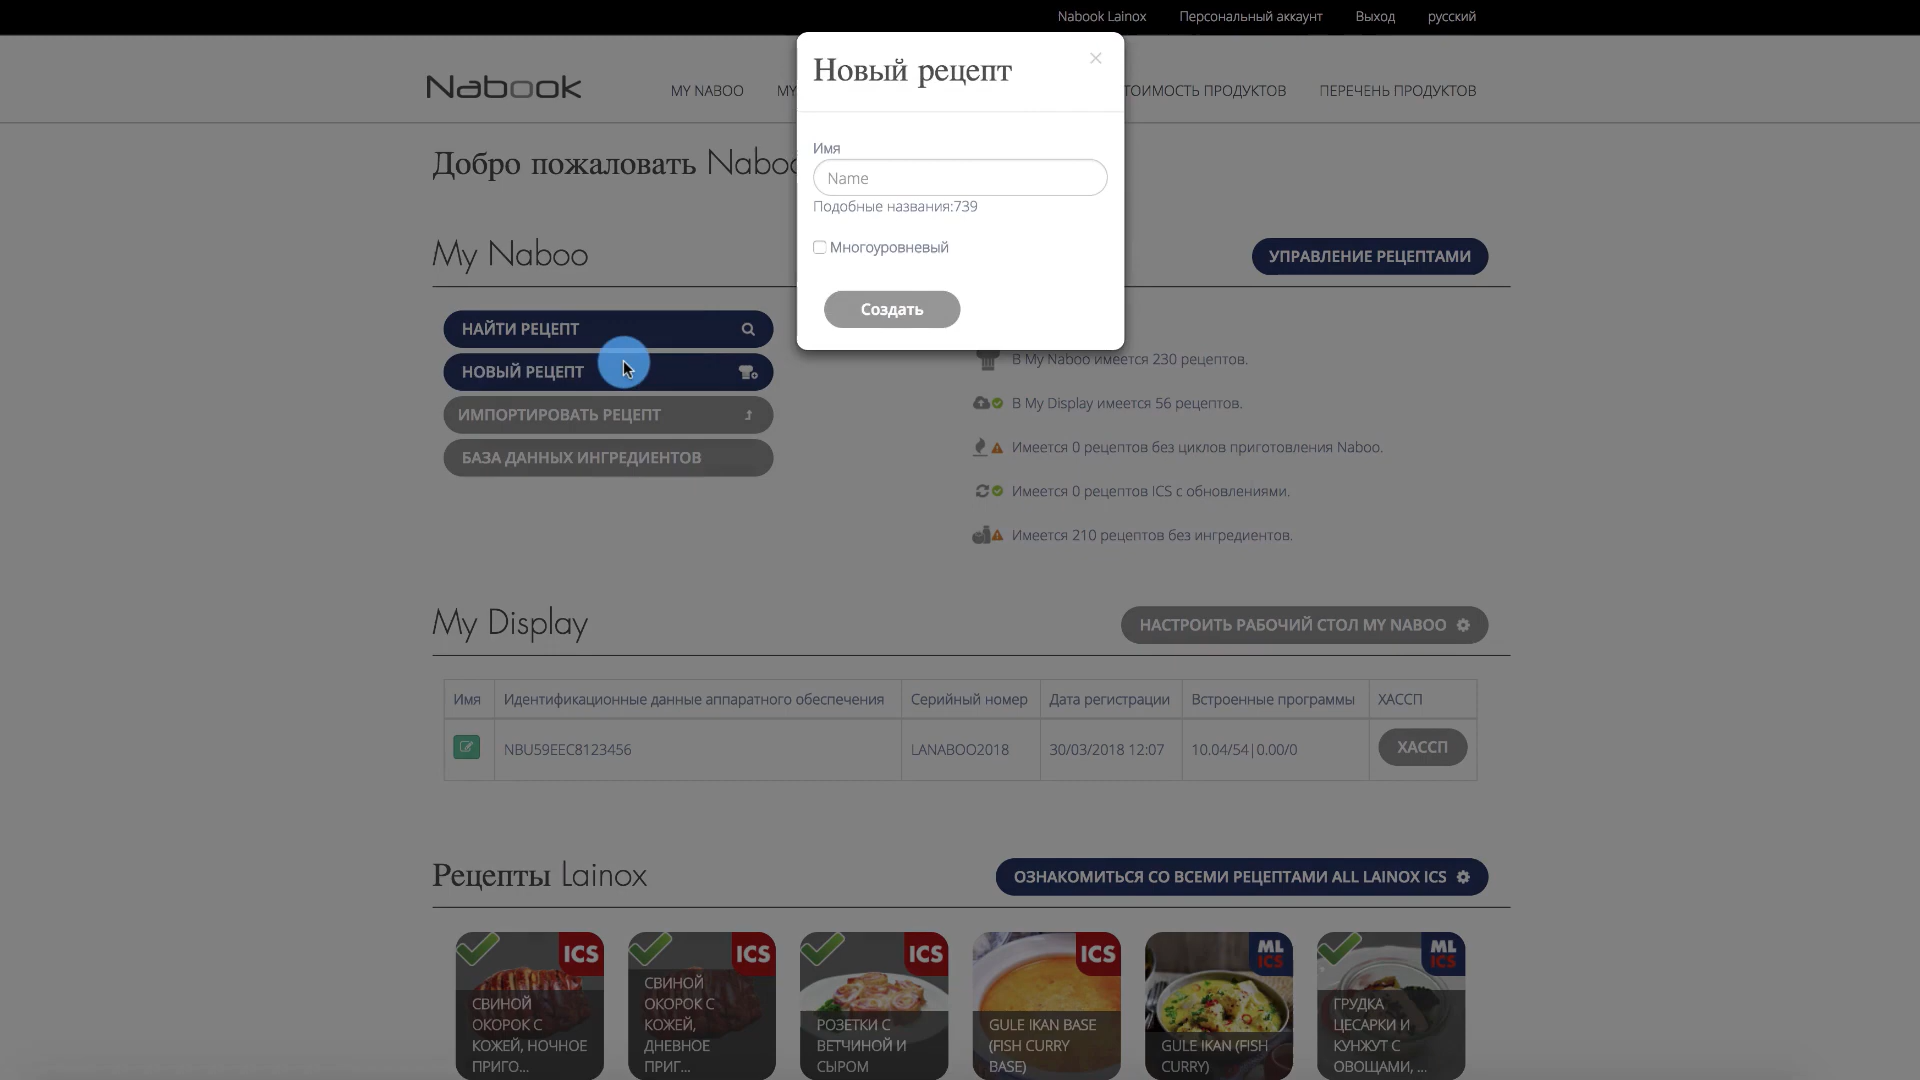 Nabook Lainox Персональный аккаунт Выход русский
Новый рецепт
×
Nabook MY NABOO MY ТОИМОСТЬ ПРОДУКТОВ ПЕРЕЧЕНЬ ПРОДУКТОВ
Добро пожаловать
Имя
Name
Подобные названия:739
Многоуровневый
Создать
My Naboo УПРАВЛЕНИЕ РЕЦЕПТАМИ
НАЙТИ РЕЦЕПТ
НОВЫЙ РЕЦЕПТ
ИМПОРТИРОВАТЬ РЕЦЕПТ
БАЗА ДАННЫХ ИНГРЕДИЕНТОВ
В My Naboo имеется 230 рецептов.
В My Display имеется 56 рецептов.
Имеется 0 рецептов без циклов приготовления Naboo.
Имеется 0 рецептов ICS с обновлениями.
Имеется 210 рецептов без ингредиентов.
My Display НАСТРОИТЬ РАБОЧИЙ СТОЛ MY NABOO
Имя Идентификационные данные аппаратного обеспечения Серийный номер Дата регистрации Встроенные программы ХАССП
NBU59EEC8123456 LANABOO2018 30/03/2018 12:07 10.04/54|0.00/0 ХАССП
Рецепты Lainox ОЗНАКОМИТЬСЯ СО ВСЕМИ РЕЦЕПТАМИ ALL LAINOX ICS
ICS
СВИНОЙ
ОКОРОК С
КОЖЕЙ, НОЧНОЕ
ПРИГО...
ICS
СВИНОЙ
ОКОРОК С
КОЖЕЙ,
ДНЕВНОЕ
ПРИГ...
ICS
РОЗЕТКИ С
ВЕТЧИНОЙ И
СЫРОМ
ICS
GULE IKAN BASE
(FISH CURRY
BASE)
ML
ICS
GULE IKAN (FISH
CURRY)
ML
ICS
ГРУДКА
ЦЕСАРКИ И
КУНЖУТ С
ОВОЩАМИ, ...